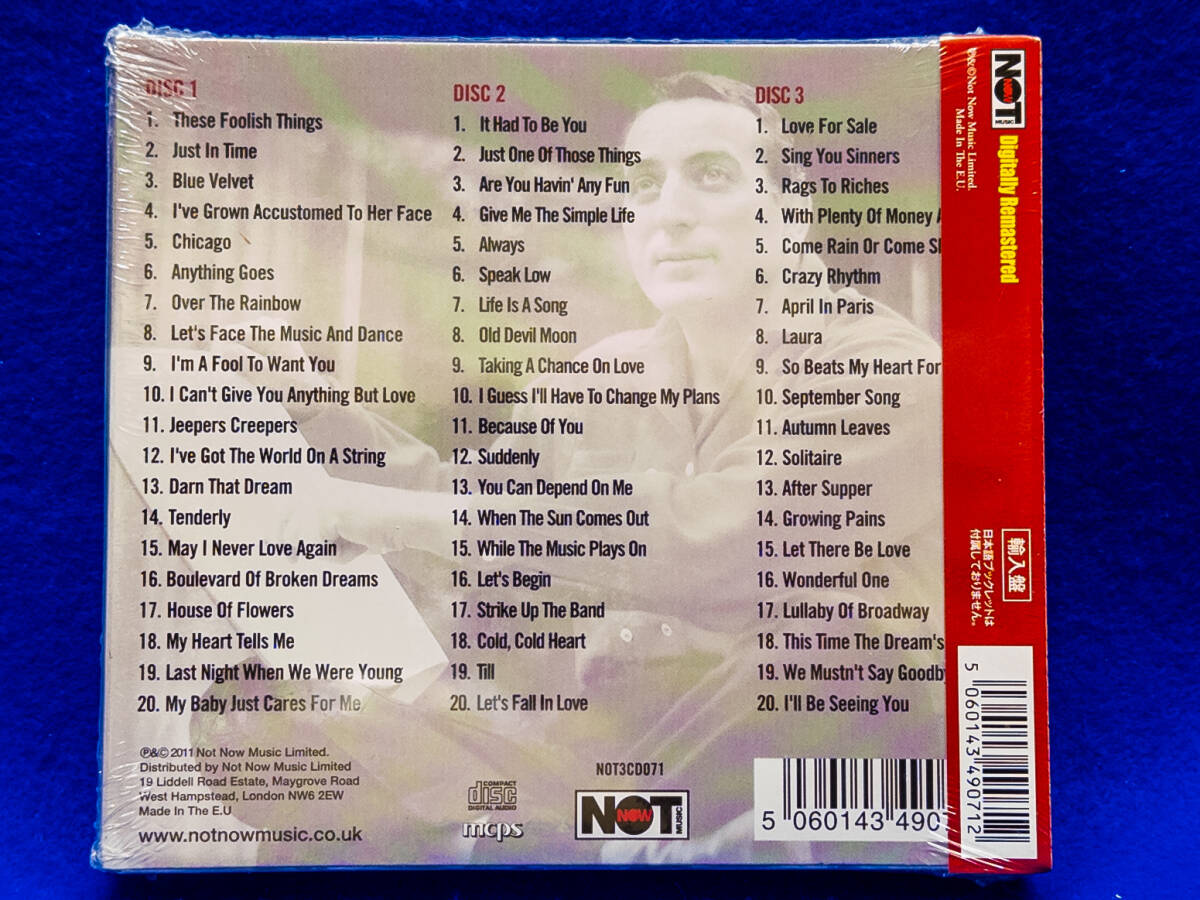 DISC 1
1. These Foolish Things
2. Just In Time
3. Blue Velvet
4. I've Grown Accustomed To Her Face
5. Chicago
6. Anything Goes
7. Over The Rainbow
8. Let's Face The Music And Dance
9. I'm A Fool To Want You
10. I Can't Give You Anything But Love
11. Jeepers Creepers
12. I've Got The World On A String
13. Darn That Dream
14. Tenderly
15. May I Never Love Again
16. Boulevard Of Broken Dreams
17. House Of Flowers
18. My Heart Tells Me
19. Last Night When We Were Young
20. My Baby Just Cares For Me
DISC 2
1. It Had To Be You
2. Just One Of Those Things
3. Are You Havin' Any Fun
4. Give Me The Simple Life
5. Always
6. Speak Low
7. Life Is A Song
8. Old Devil Moon
9. Taking A Chance On Love
10. I Guess I'll Have To Change My Plans
11. Because Of You
12. Suddenly
13. You Can Depend On Me
14. When The Sun Comes Out
15. While The Music Plays On
16. Let's Begin
17. Strike Up The Band
18. Cold, Cold Heart
19. Till
20. Let's Fall In Love
DISC 3
1. Love For Sale
2. Sing You Sinners
3. Rags To Riches
4. With Plenty Of Money
5. Come Rain Or Come
6. Crazy Rhythm
7. April In Paris
8. Laura
9. So Beats My Heart For
10. September Song
11. Autumn Leaves
12. Solitaire
13. After Supper
14. Growing Pains
15. Let There Be Love
16. Wonderful One
17. Lullaby Of Broadway
18. This Time The Dream's
19. We Mustn't Say Goodb
20. I'll Be Seeing You
℗&© 2011 Not Now Music Limited.
Distributed by Not Now Music Limited
19 Liddell Road Estate, Maygrove Road
West Hampstead, London NW6 2EW
Made In The E.U
www.notnowmusic.co.uk
COMPACT
disc
DIGITAL AUDIO
mcps
NOT3CD071
NOT
NOW
MUSIC
5 060143 490
NOT
NOW
MUSIC
Digitally Remastered
℗&©Not Now Music Limited.
Made In The E.U.
輸入盤
日本語ブックレットは
付属しておりません。
5 060143 490712